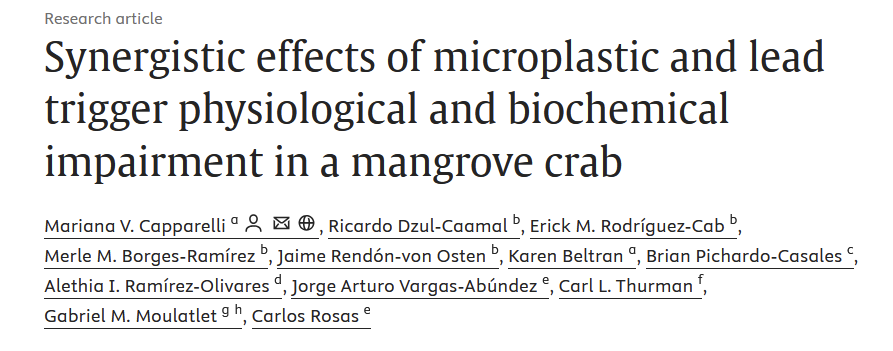 Research article
Synergistic effects of microplastic and lead
trigger physiological and biochemical
impairment in a mangrove crab
Mariana V. Capparelli a, Ricardo Dzul-Caamal b, Erick M. Rodríguez-Cab b,
Merle M. Borges-Ramírez b, Jaime Rendón-von Osten b, Karen Beltran a, Brian Pichardo-Casales c,
Alethia I. Ramírez-Olivares d, Jorge Arturo Vargas-Abúndez e, Carl L. Thurman f,
Gabriel M. Moulatlet g h, Carlos Rosas e